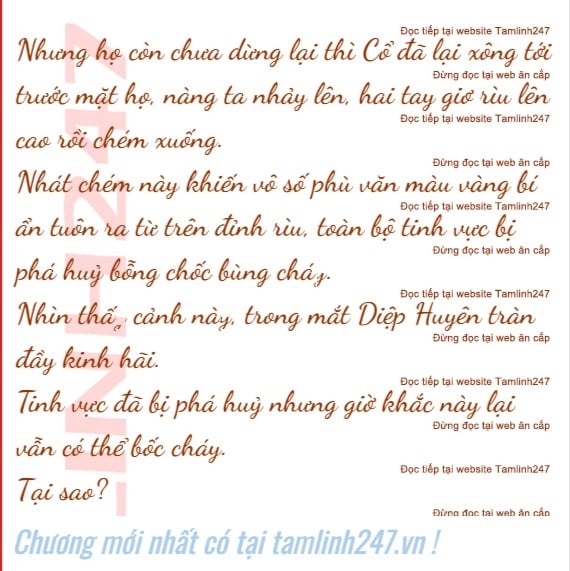 Đọc tiếp tại website Tamlinh247
Nhưng họ còn chưa dừng lại thì Cổ đã lại xông tới
Đừng đọc tại web ăn cắp
trước mặt họ, nàng ta nhảy lên, hai tay giơ rìu lên
Đọc tiếp tại website Tamlinh247
cao rồi chém xuống.
Đừng đọc tại web ăn cắp
Nhát chém này khiến vô số phù văn màu vàng bí
Đọc tiếp tại website Tamlinh247
ẩn tuôn ra từ trên đỉnh rìu, toàn bộ tinh vực bị
Đừng đọc tại web ăn cắp
phá huỷ bỗng chốc bùng cháy.
Đọc tiếp tại website Tamlinh247
Nhìn thấy cảnh này, trong mắt Diệp Huyên tràn
Đừng đọc tại web ăn cắp
đầy kinh hãi.
Đọc tiếp tại website Tamlinh247
Tinh vực đã bị phá huỷ nhưng giờ khắc này lại
Đừng đọc tại web ăn cắp
vẫn có thể bốc cháy.
Đọc tiếp tại website Tamlinh247
Tại sao?
Đừng đọc tại web ăn cắp
LINH247
Chương mới nhất có tại tamlinh247.vn !